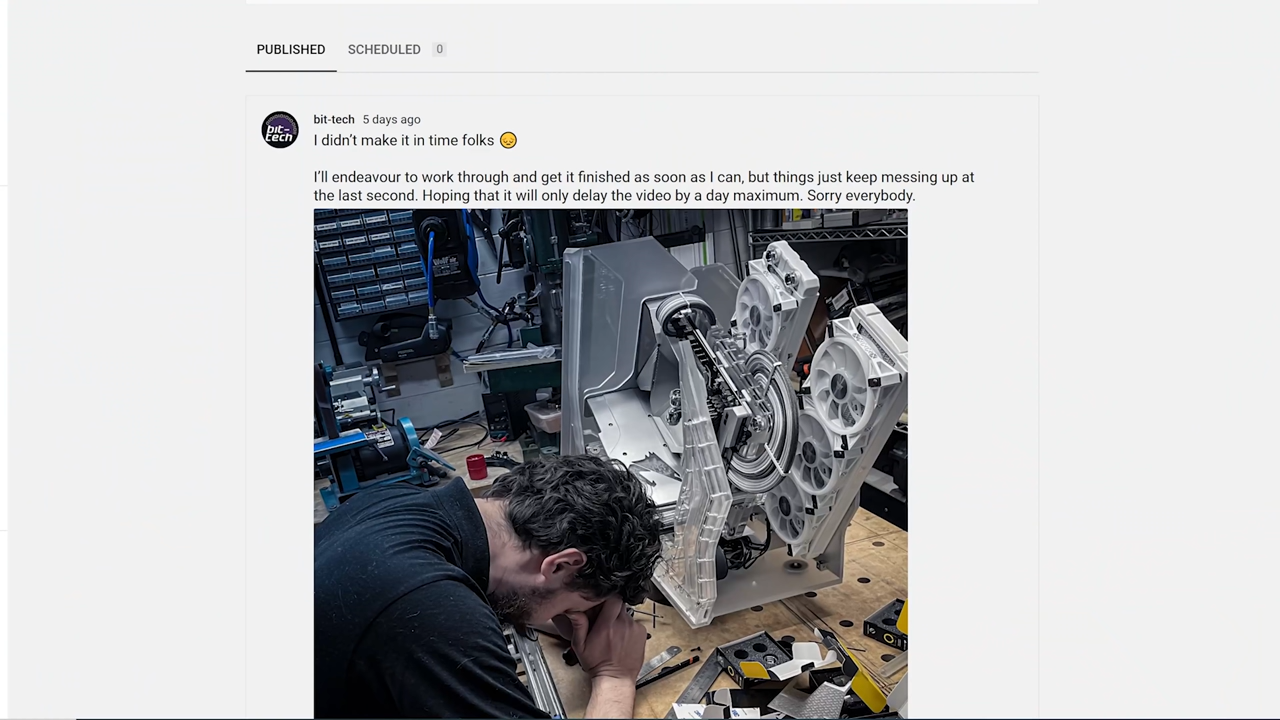 PUBLISHED SCHEDULED 0
bit-tech 5 days ago
bit-tech
I didn’t make it in time folks 😞
I’ll endeavour to work through and get it finished as soon as I can, but things just keep messing up at
the last second. Hoping that it will only delay the video by a day maximum. Sorry everybody.